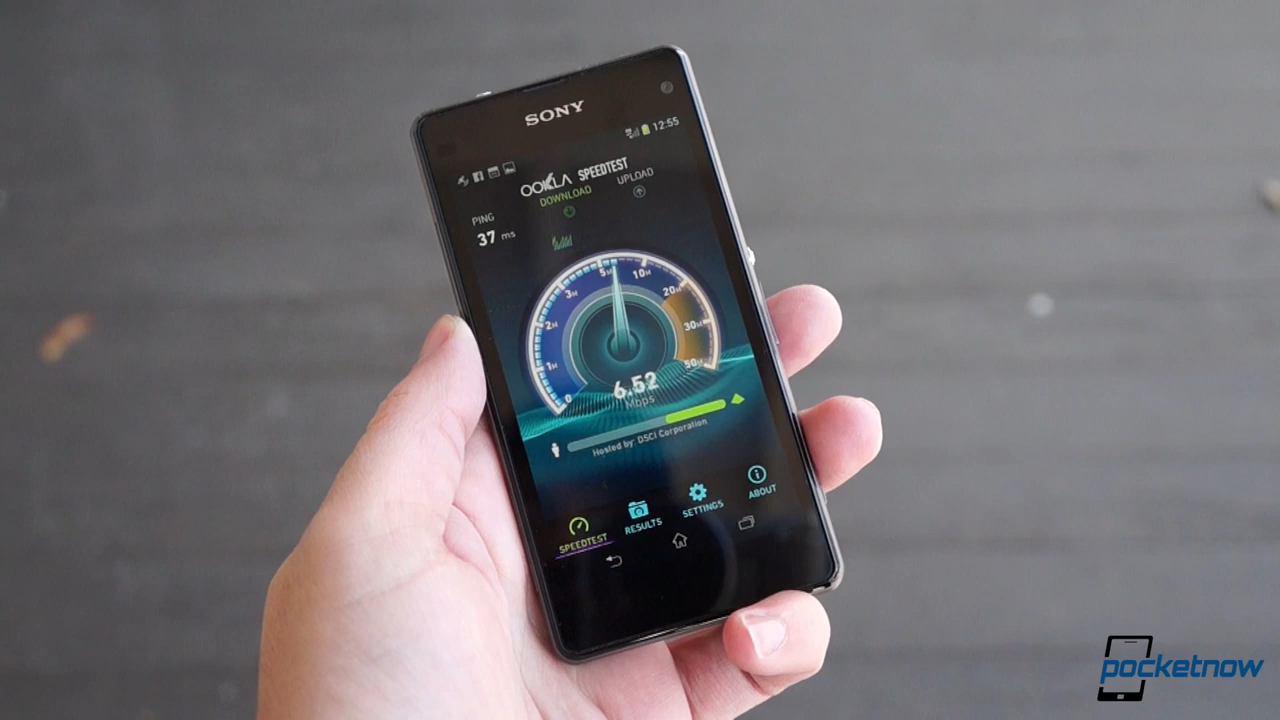 SONY
12:55
OOKLA SPEEDTEST
DOWNLOAD
UPLOAD
PING
37 ms
0
1M
2M
3M
5M
10M
20M
30M
50M
6.52
Mbps
Hosted by: DSCI Corporation
SPEEDTEST
RESULTS
SETTINGS
ABOUT
pocketnow